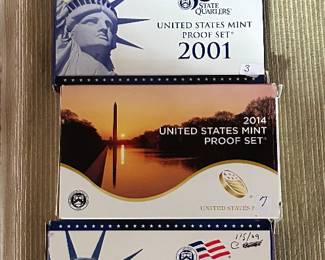 STATE
QUARTERS
UNITED STATES MINT
PROOF SET
2001
3
2014
UNITED STATES MINT
PROOF SET
UNITED STATES
7